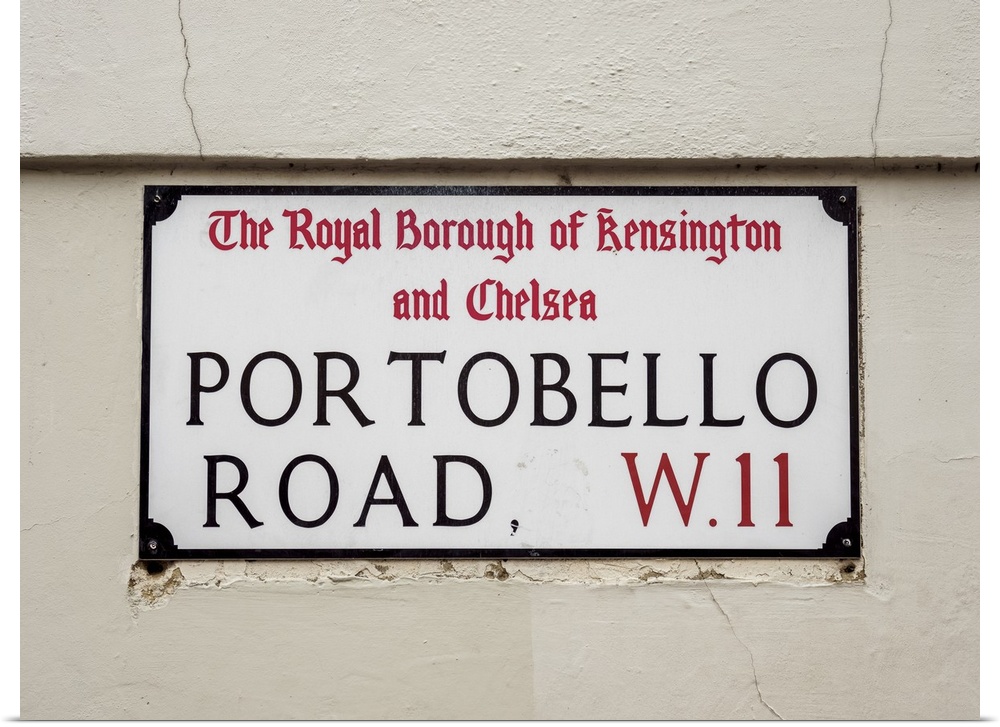 The Royal Borough of Kensington
and Chelsea
PORTOBELLO
ROAD, W.11